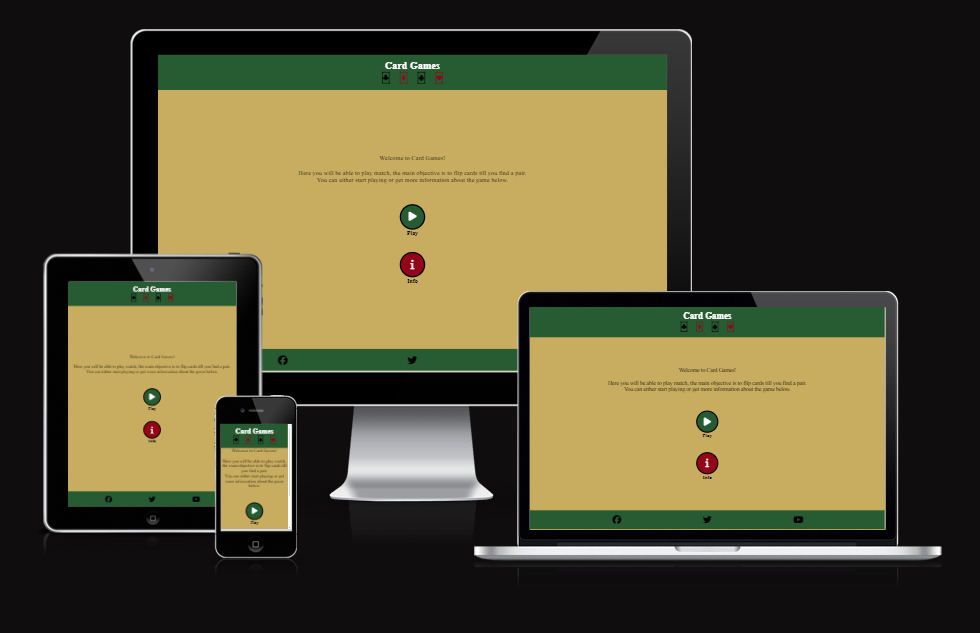 Card Games
Welcome to Card Games!
Here you will be able to play match, the main objective is to flip cards till you find a pair.
You can either start playing or get more information about the game below.
Play
i
Info
Card Games
Welcome to Card Games!
Here you will be able to play match, the main objective is to flip cards till you find a pair.
You can either start playing or get more information about the game below.
Play
i
Info
Card Games
Welcome to Card Games!
Here you will be able to play match,
the main objective is to flip cards till
you find a pair.
You can either start playing or get
more information about the game
below.
Play
Card Games
Welcome to Card Games!
Here you will be able to play match, the main objective is to flip cards till you find a pair.
You can either start playing or get more information about the game below.
Play
i
Info